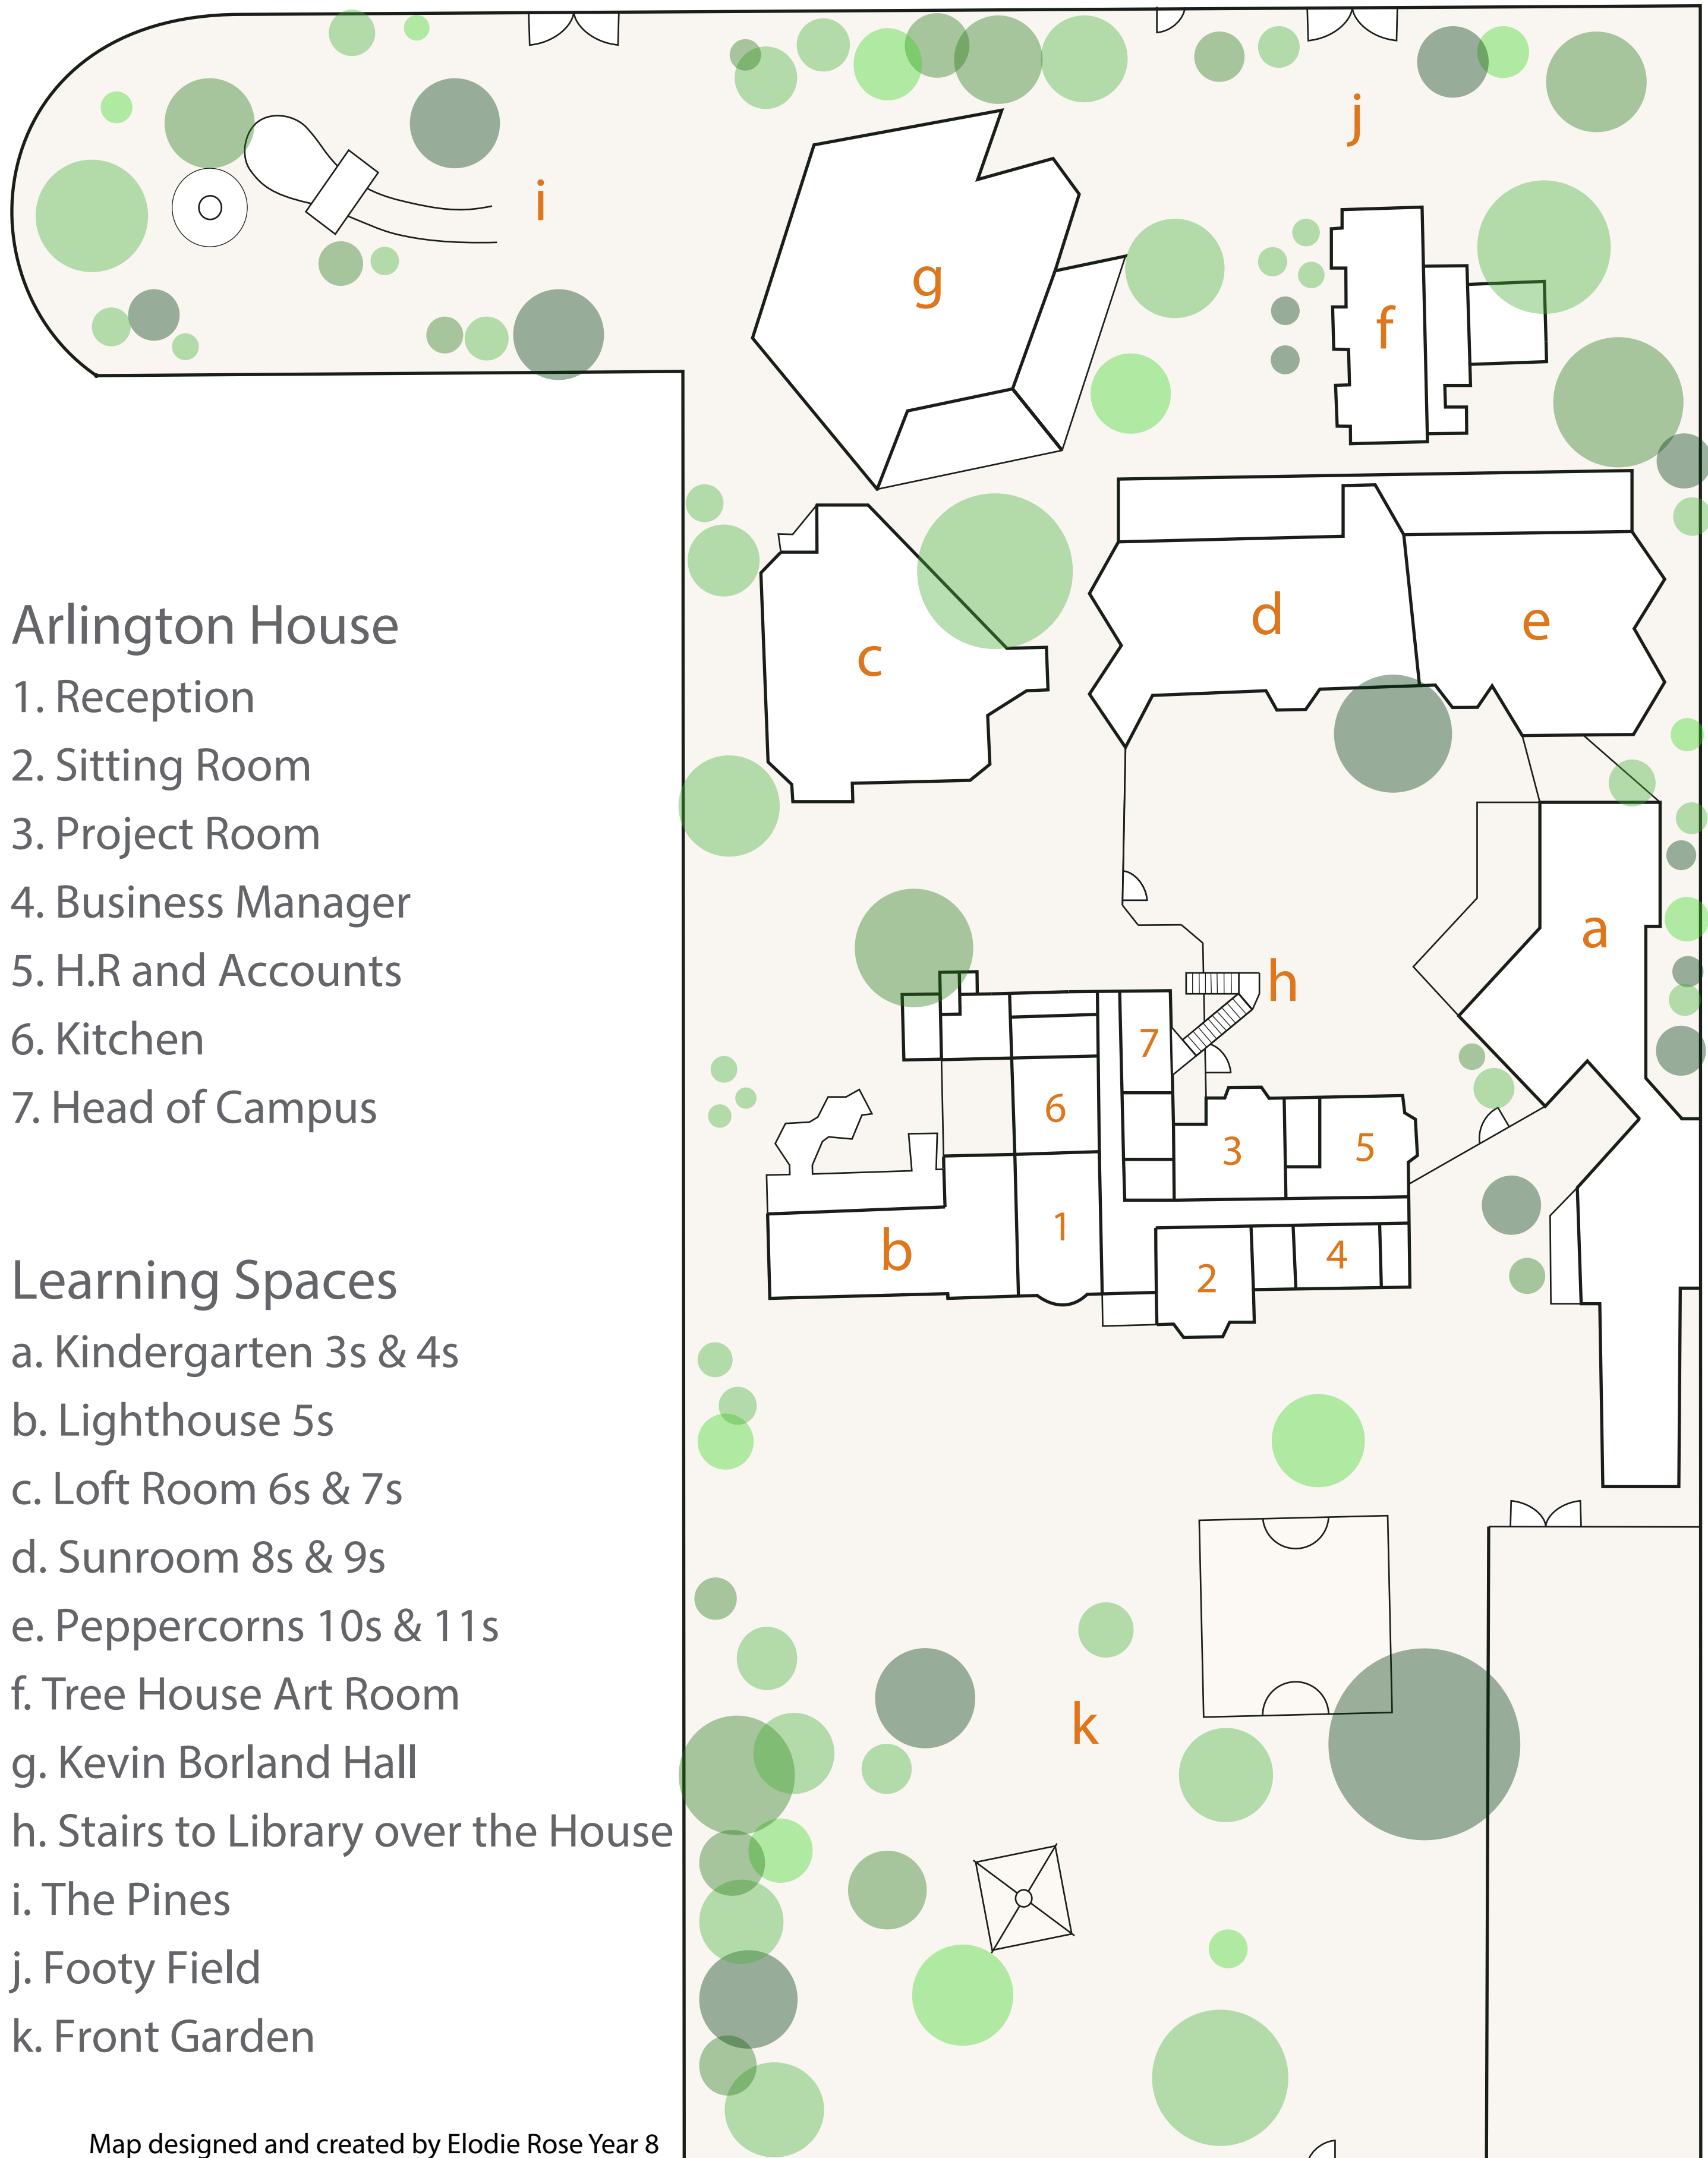 Arlington House
1. Reception
2. Sitting Room
3. Project Room
4. Business Manager
5. H.R and Accounts
6. Kitchen
7. Head of Campus
Learning Spaces
a. Kindergarten 3s & 4s
b. Lighthouse 5s
c. Loft Room 6s & 7s
d. Sunroom 8s & 9s
e. Peppercorns 10s & 11s
f. Tree House Art Room
g. Kevin Borland Hall
h. Stairs to Library over the House
i. The Pines
j. Footy Field
k. Front Garden
Map designed and created by Elodie Rose Year 8
j
i
g
f
d
e
c
a
h
7
6
3
5
1
b
4
2
k